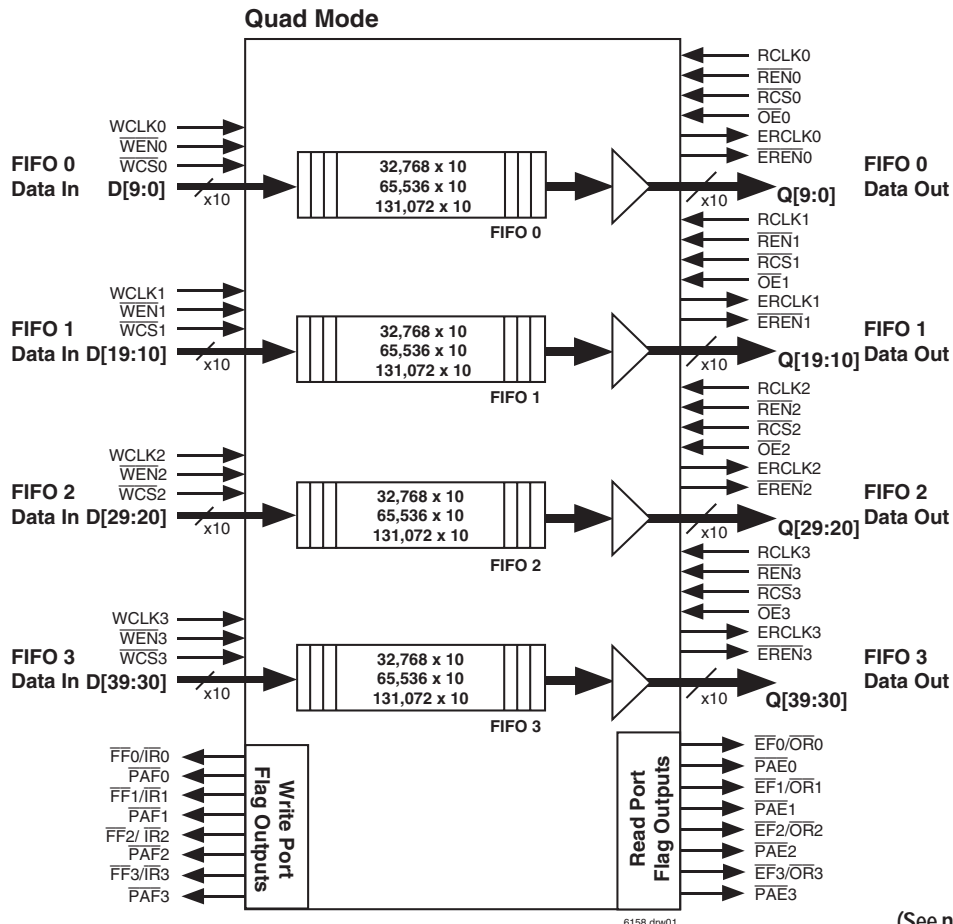 Quad Mode
WCLK0
WEN0
WCS0
FIFO 0
Data In D[9:0]
x10
32,768 x 10
65,536 x 10
131,072 x 10
FIFO 0
RCLK0
REN0
RCS0
OE0
ERCLK0
EREN0
x10
Q[9:0]
FIFO 0
Data Out
WCLK1
WEN1
WCS1
FIFO 1
Data In D[19:10]
x10
32,768 x 10
65,536 x 10
131,072 x 10
FIFO 1
RCLK1
REN1
RCS1
OE1
ERCLK1
EREN1
x10
Q[19:10]
FIFO 1
Data Out
WCLK2
WEN2
WCS2
FIFO 2
Data In D[29:20]
x10
32,768 x 10
65,536 x 10
131,072 x 10
FIFO 2
RCLK2
REN2
RCS2
OE2
ERCLK2
EREN2
x10
Q[29:20]
FIFO 2
Data Out
WCLK3
WEN3
WCS3
FIFO 3
Data In D[39:30]
x10
32,768 x 10
65,536 x 10
131,072 x 10
FIFO 3
RCLK3
REN3
RCS3
OE3
ERCLK3
EREN3
x10
Q[39:30]
FIFO 3
Data Out
FF0/IR0
PAF0
FF1/IR1
PAF1
FF2/ IR2
PAF2
FF3/IR3
PAF3
Write Port
Flag Outputs
Read Port
Flag Outputs
EF0/OR0
PAE0
EF1/OR1
PAE1
EF2/OR2
PAE2
EF3/OR3
PAE3
6158 drw01
(See n